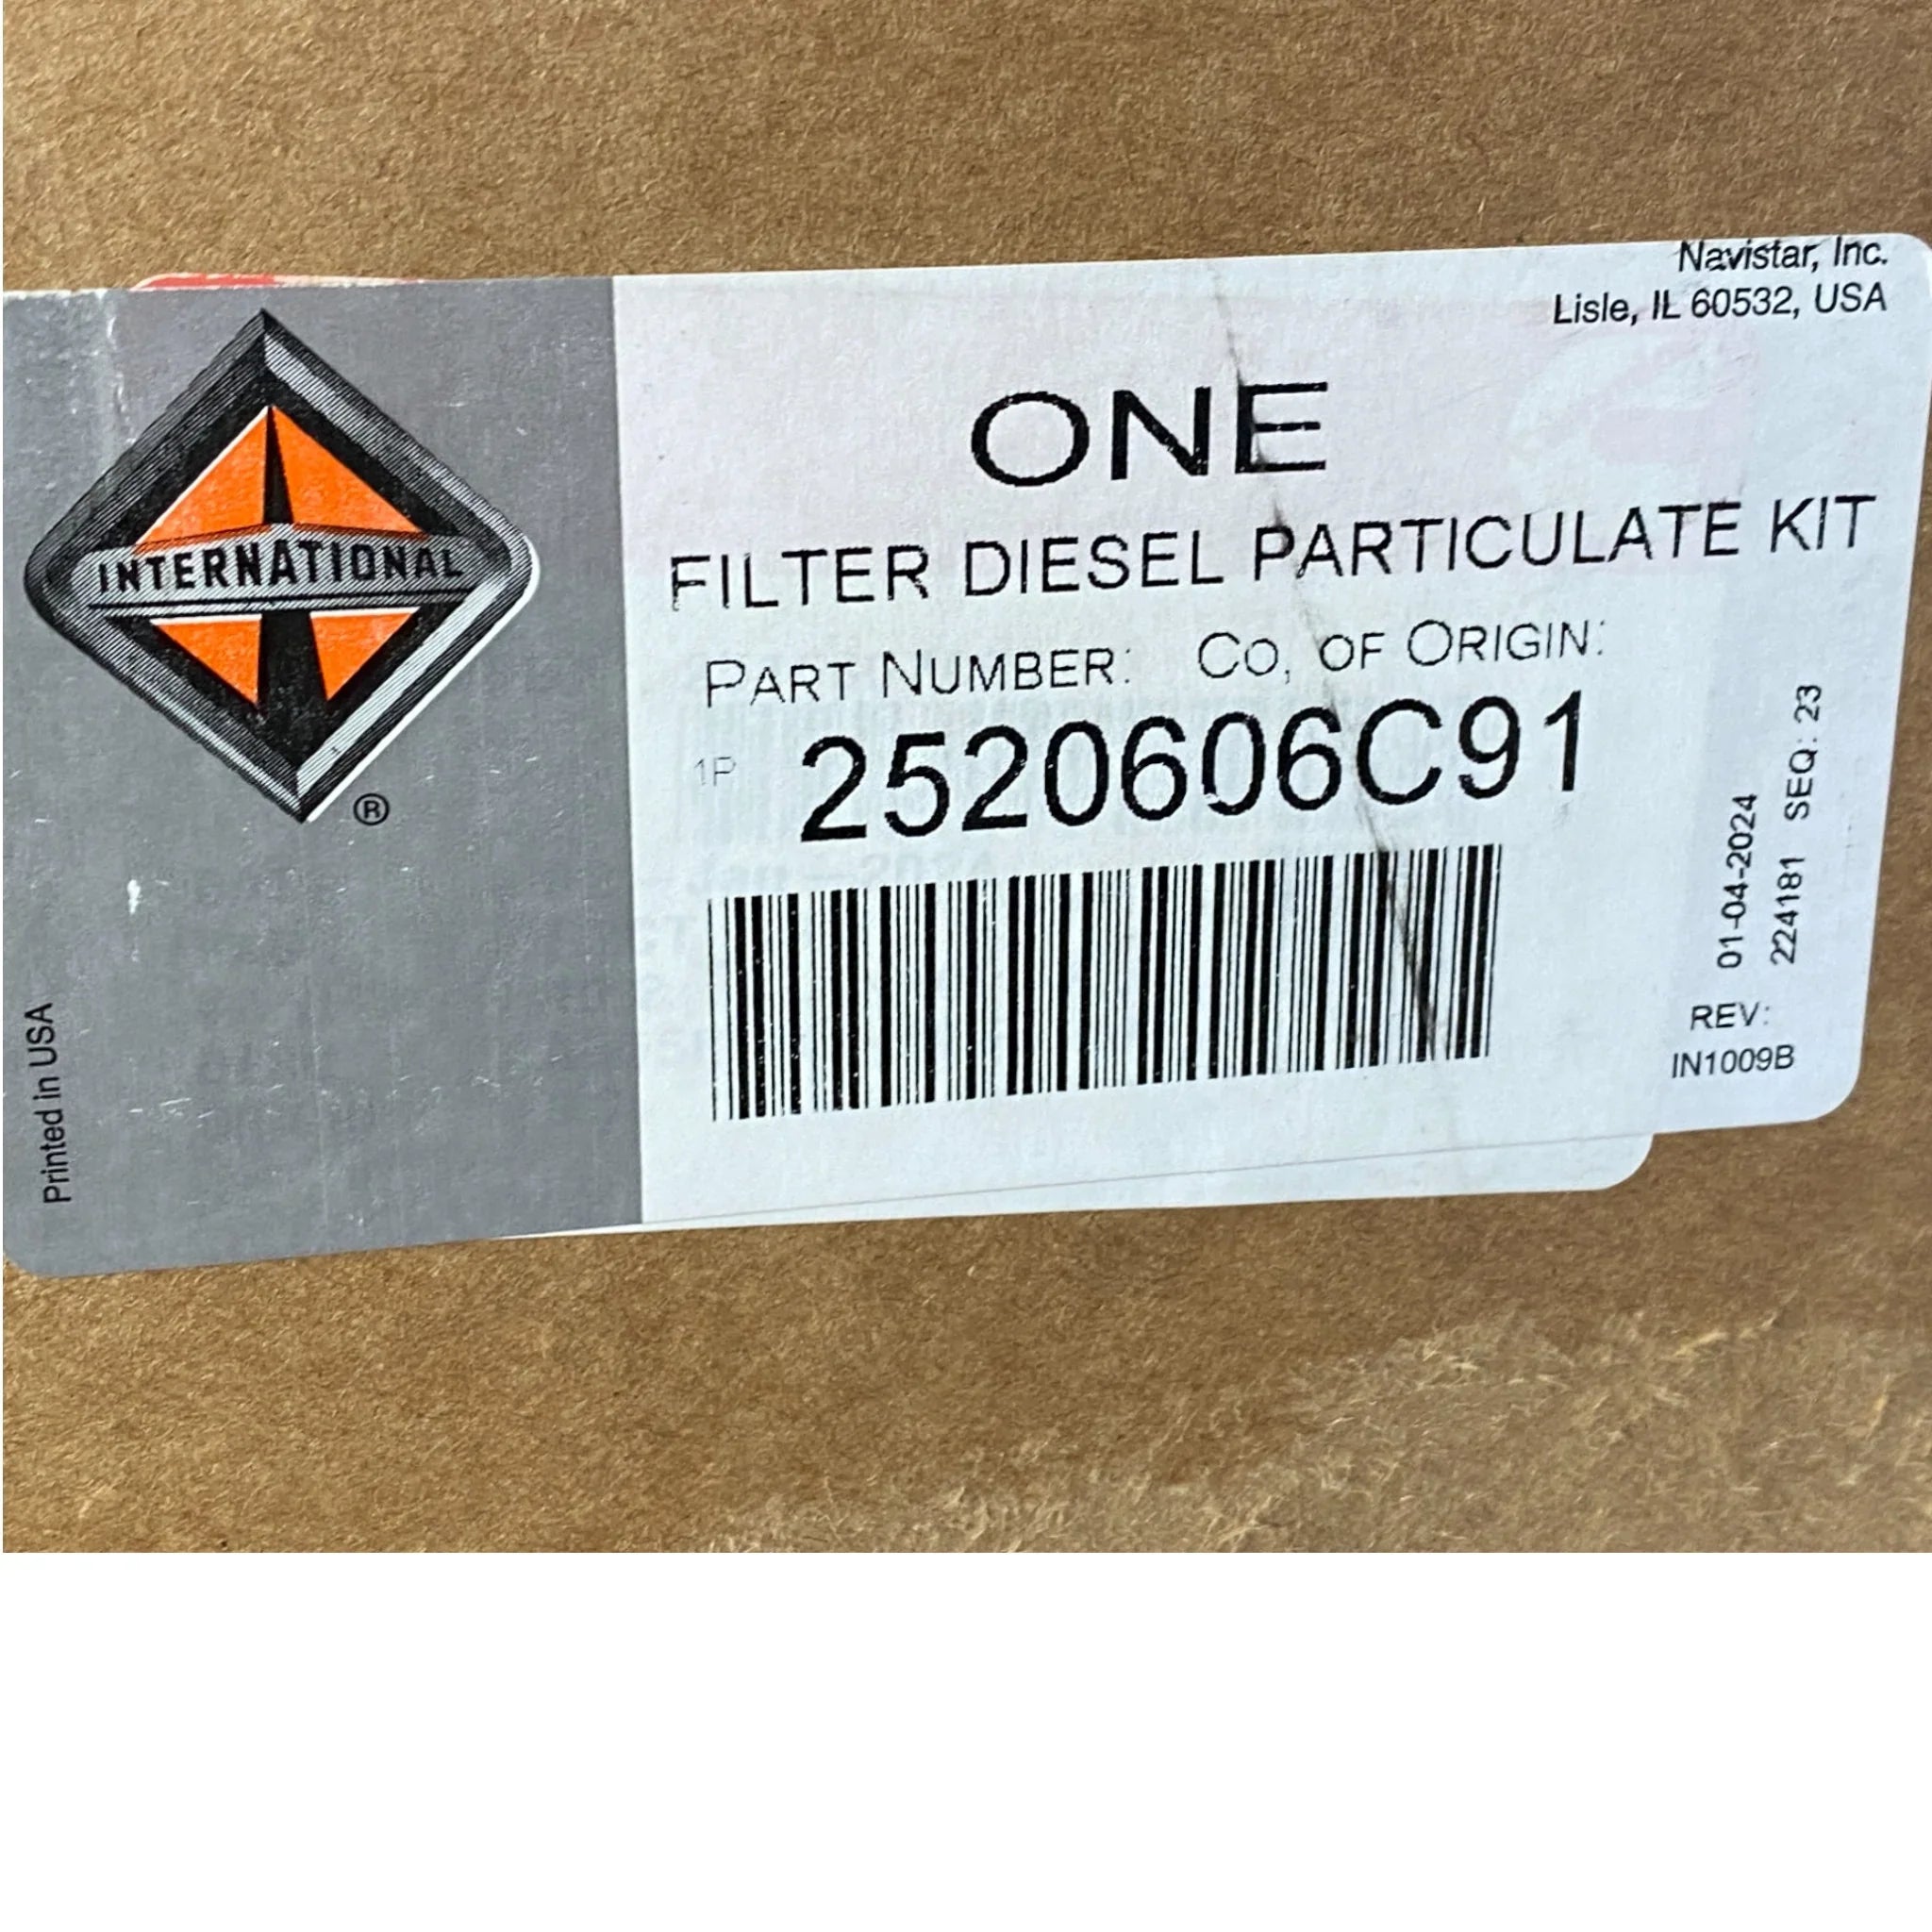 Navistar, Inc.
Lisle, IL 60532, USA
INTERNATIONAL
®
ONE
FILTER DIESEL PARTICULATE KIT
PART NUMBER: CO, OF ORIGIN:
1P 2520606C91
01-04-2024
224181 SEQ: 23
REV:
IN1009B
Printed in USA